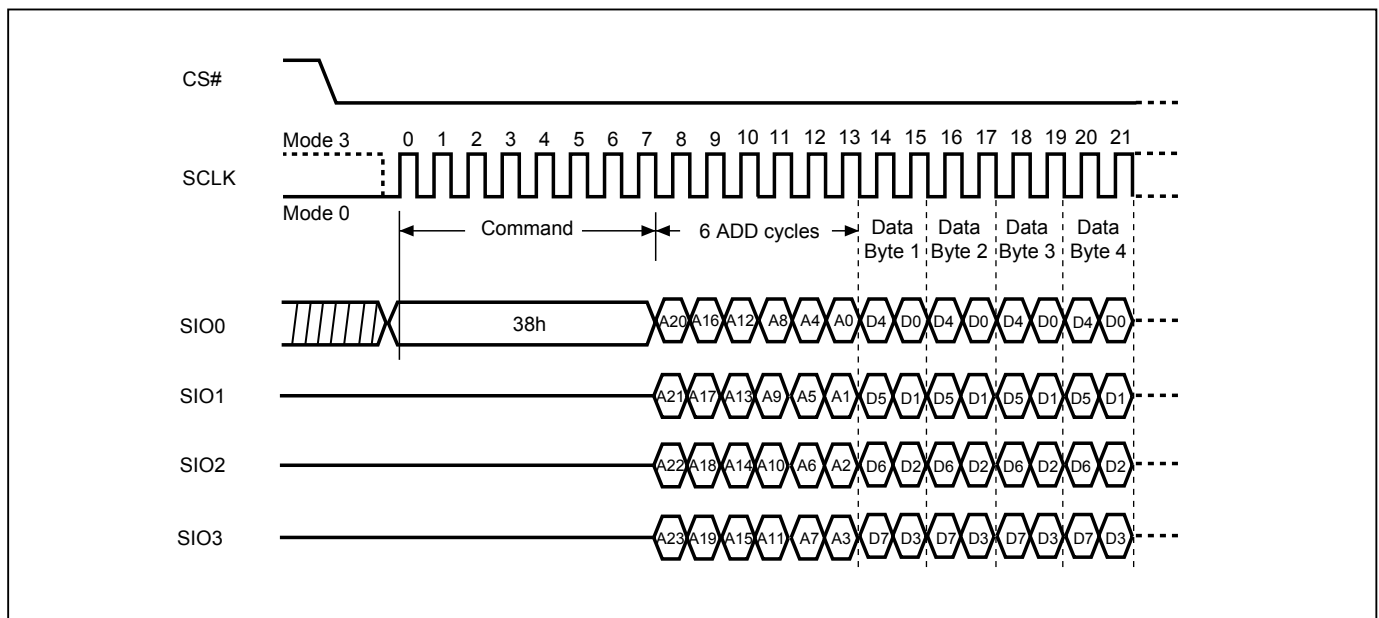 CS#
Mode 3
0 1 2 3 4 5 6 7 8 9 10 11 12 13 14 15 16 17 18 19 20 21
SCLK
Mode 0
Command
6 ADD cycles
Data Byte 1
Data Byte 2
Data Byte 3
Data Byte 4
SIO0
38h
A20 A16 A12 A8 A4 A0 D4 D0 D4 D0 D4 D0 D4 D0
SIO1
A21 A17 A13 A9 A5 A1 D5 D1 D5 D1 D5 D1 D5 D1
SIO2
A22 A18 A14 A10 A6 A2 D6 D2 D6 D2 D6 D2 D6 D2
SIO3
A23 A19 A15 A11 A7 A3 D7 D3 D7 D3 D7 D3 D7 D3